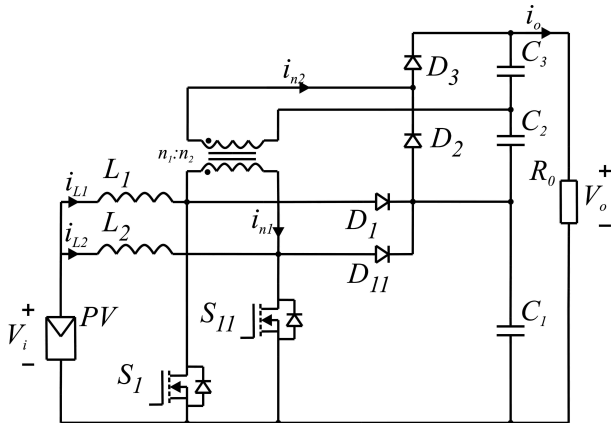 i_o
C_3
D_3
i_n2
C_2
D_2
n_1:n_2
R_0
+
V_o
−
L_1
i_L1
D_1
L_2
i_L2
i_n1
D_11
S_11
C_1
+
PV
V_i
−
S_1